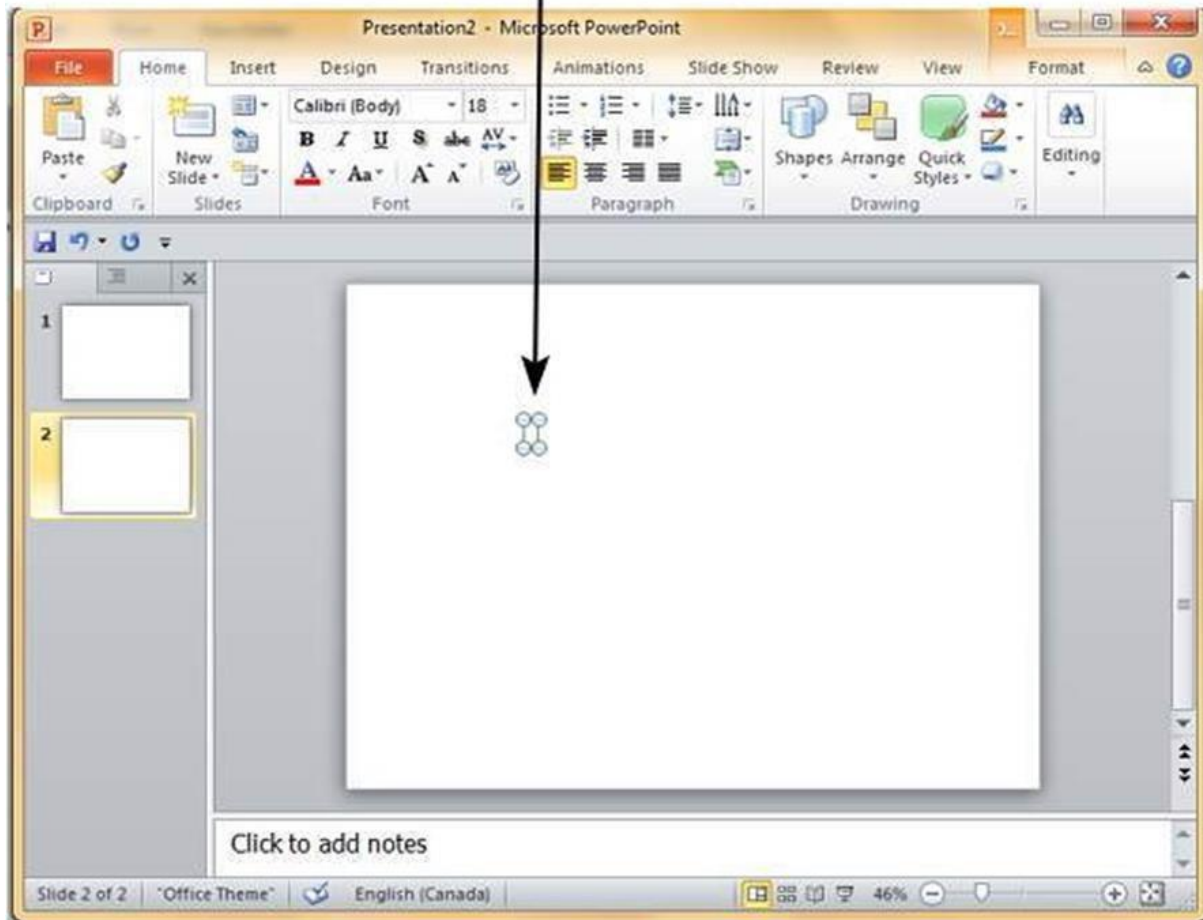 Presentation2 - Microsoft PowerPoint
File Home Insert Design Transitions Animations Slide Show Review View Format
Calibri (Body) 18
B I U S abc AV
A Aa A A
Paste New Slide Shapes Arrange Quick Styles Editing
Clipboard Slides Font Paragraph Drawing
1
2
Click to add notes
Slide 2 of 2 "Office Theme" English (Canada) 46%